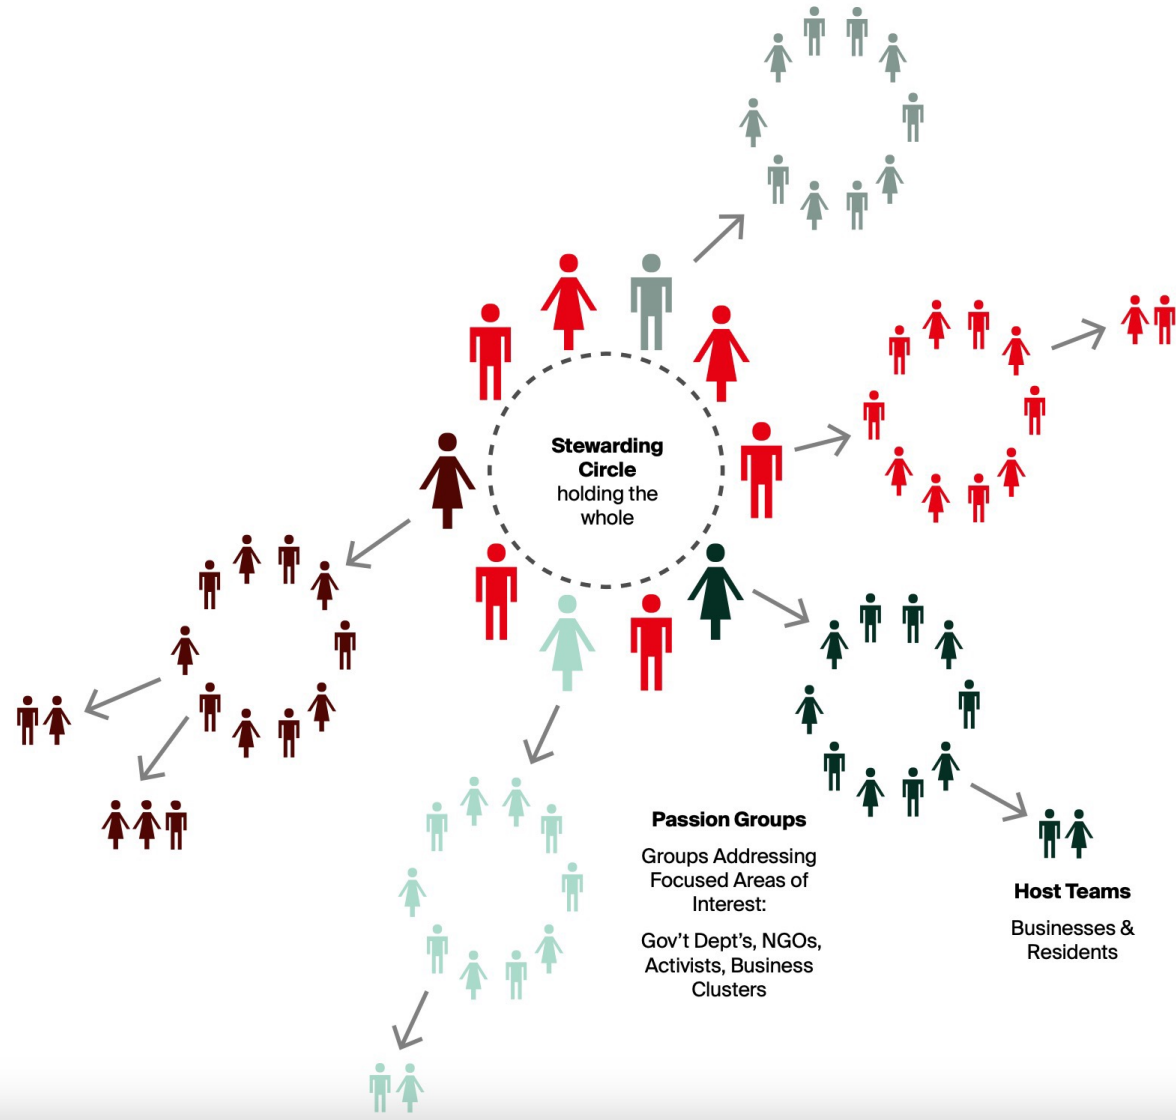 Stewarding
Circle
holding the
whole
Passion Groups
Groups Addressing
Focused Areas of
Interest:
Gov’t Dept’s, NGOs,
Activists, Business
Clusters
Host Teams
Businesses &
Residents